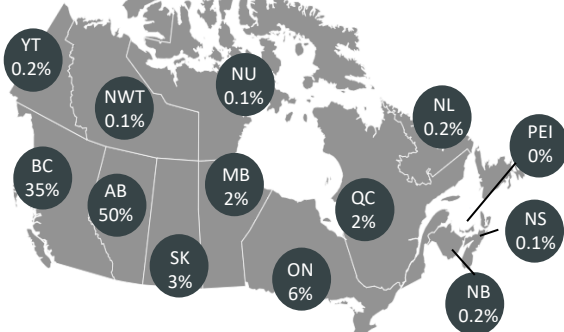 YT
0.2%
NWT
0.1%
NU
0.1%
NL
0.2%
PEI
0%
BC
35%
AB
50%
MB
2%
QC
2%
NS
0.1%
SK
3%
ON
6%
NB
0.2%